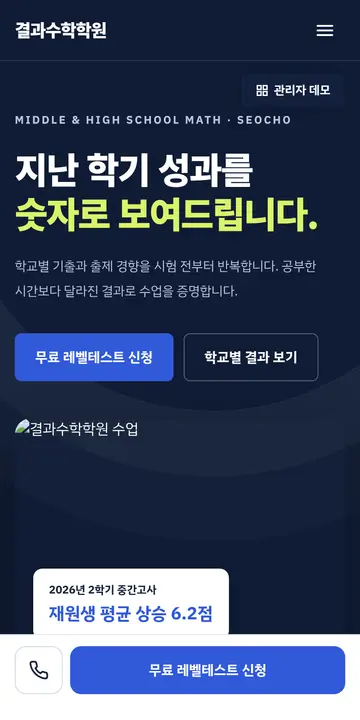 결과수학학원
관리자 데모
MIDDLE & HIGH SCHOOL MATH · SEOCHO
지난 학기 성과를
숫자로 보여드립니다.
학교별 기출과 출제 경향을 시험 전부터 반복합니다. 공부한
시간보다 달라진 결과로 수업을 증명합니다.
무료 레벨테스트 신청
학교별 결과 보기
결과수학학원 수업
2026년 2학기 중간고사
재원생 평균 상승 6.2점
무료 레벨테스트 신청